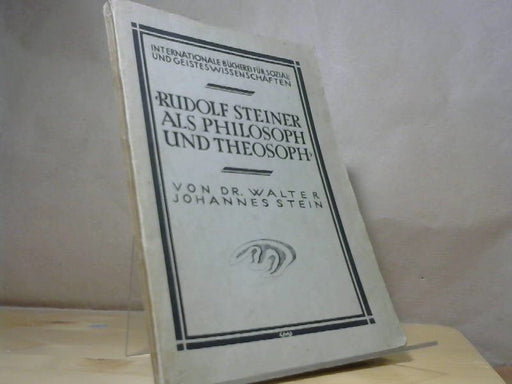 INTERNATIONALE BÜCHEREI FÜR SOZIAL
UND GEISTESWISSENSCHAFTEN
"RUDOLF STEINER
ALS PHILOSOPH
UND THEOSOPH"
VON DR. WALTER
JOHANNES STEIN